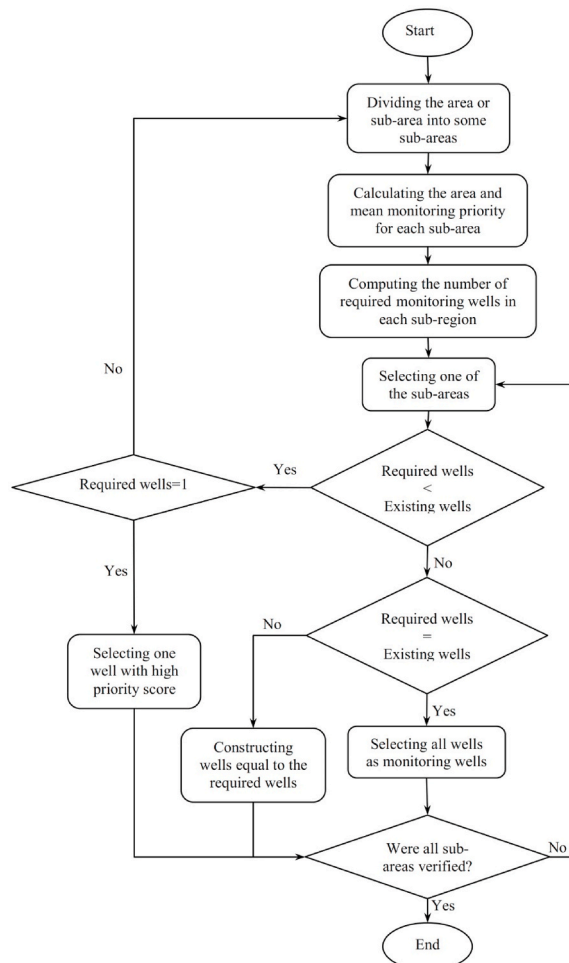 Start
Dividing the area or
sub-area into some
sub-areas
Calculating the area and
mean monitoring priority
for each sub-area
Computing the number of
required monitoring wells in
each sub-region
No
Selecting one of
the sub-areas
Required wells=1
Yes
Required wells
<
Existing wells
Yes
No
Selecting one
well with high
priority score
No
Required wells
=
Existing wells
Yes
Constructing
wells equal to the
required wells
Selecting all wells
as monitoring wells
Were all sub-
areas verified?
No
Yes
End